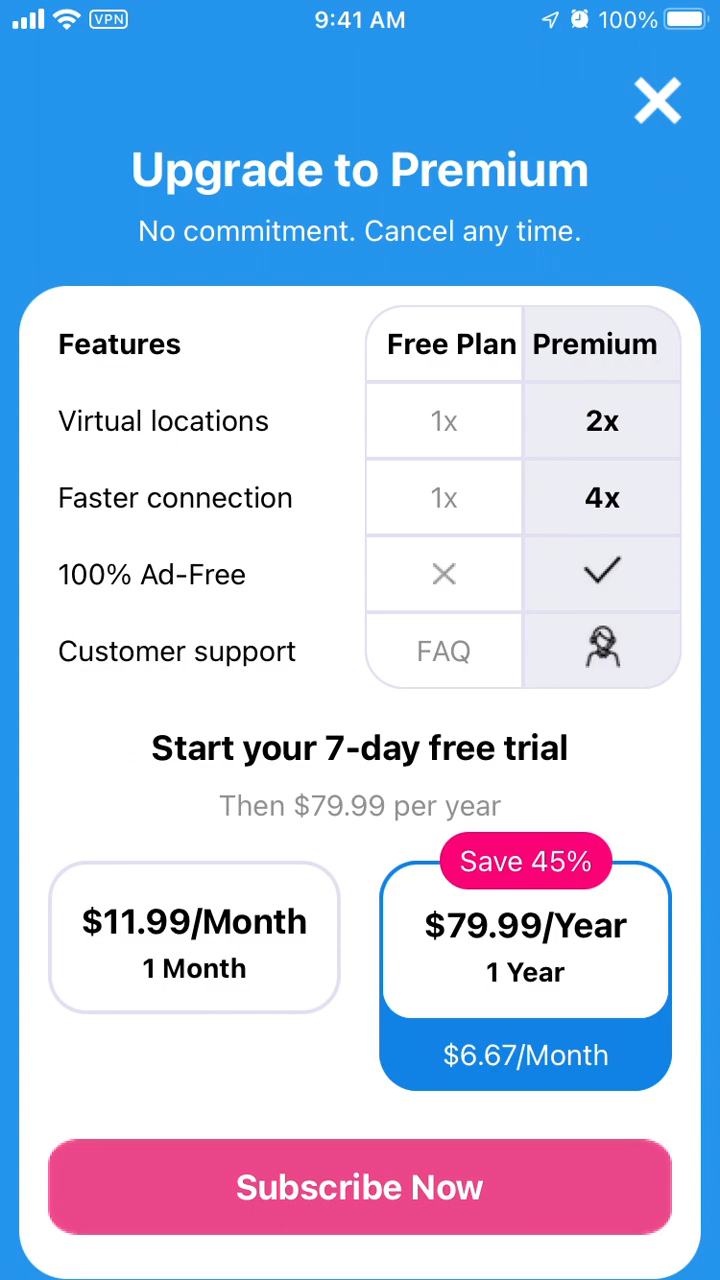 VPN 9:41 AM 100%
Upgrade to Premium
No commitment. Cancel any time.
Features Free Plan Premium
Virtual locations 1x 2x
Faster connection 1x 4x
100% Ad-Free
Customer support FAQ
Start your 7-day free trial
Then $79.99 per year
Save 45%
$11.99/Month
1 Month
$79.99/Year
1 Year
$6.67/Month
Subscribe Now